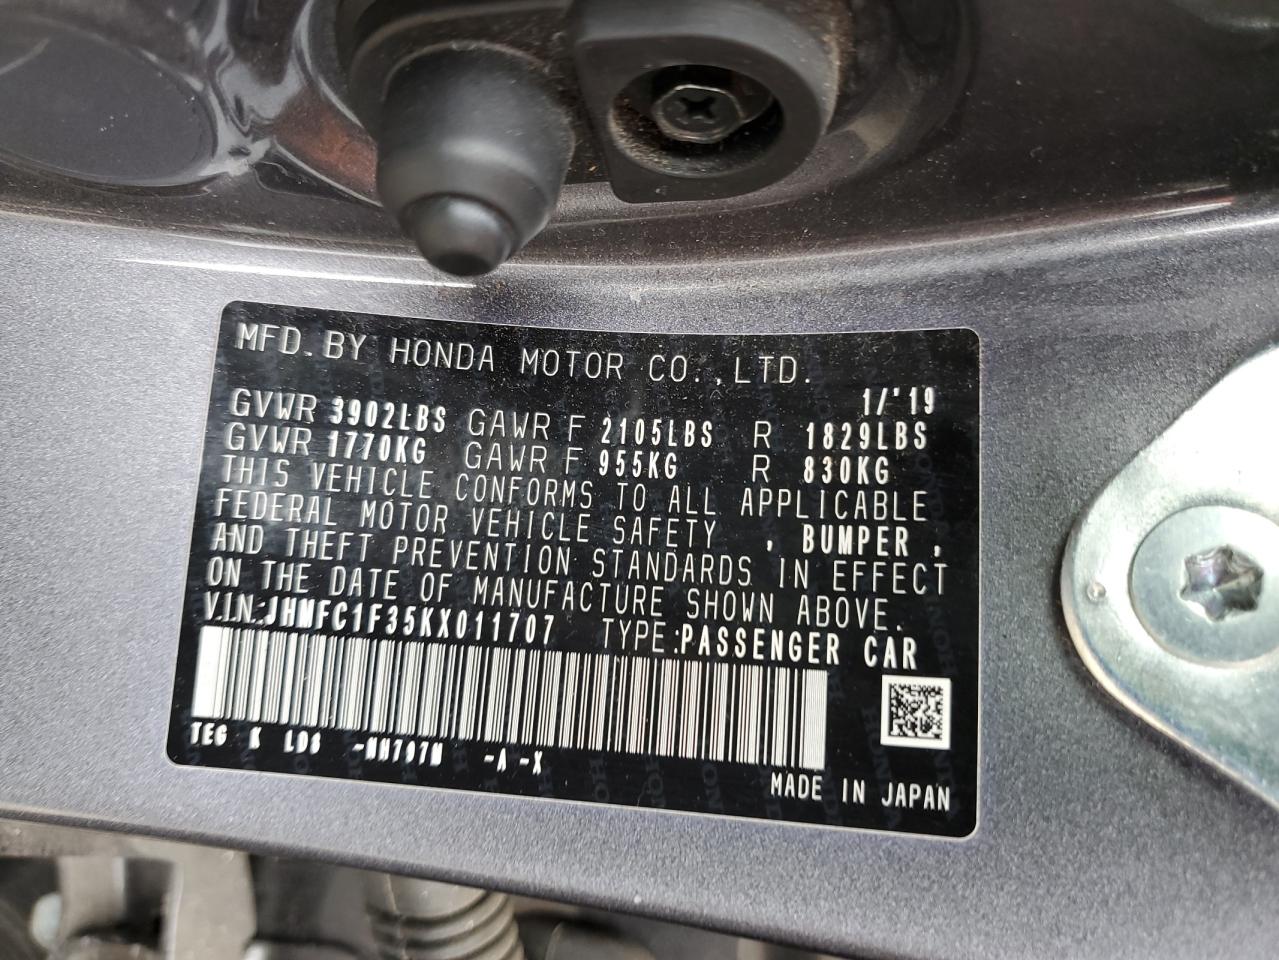 MFD. BY HONDA MOTOR CO., LTD.
1/'19
GVWR 3902LBS GAWR F 2105LBS R 1829LBS
GVWR 1770KG GAWR F 955KG R 830KG
THIS VEHICLE CONFORMS TO ALL APPLICABLE
FEDERAL MOTOR VEHICLE SAFETY , BUMPER ,
AND THEFT PREVENTION STANDARDS IN EFFECT
ON THE DATE OF MANUFACTURE SHOWN ABOVE.
V.I.N.:JHMFC1F35KX011707 TYPE:PASSENGER CAR
TEG K LDS -NH797M -A -X
MADE IN JAPAN